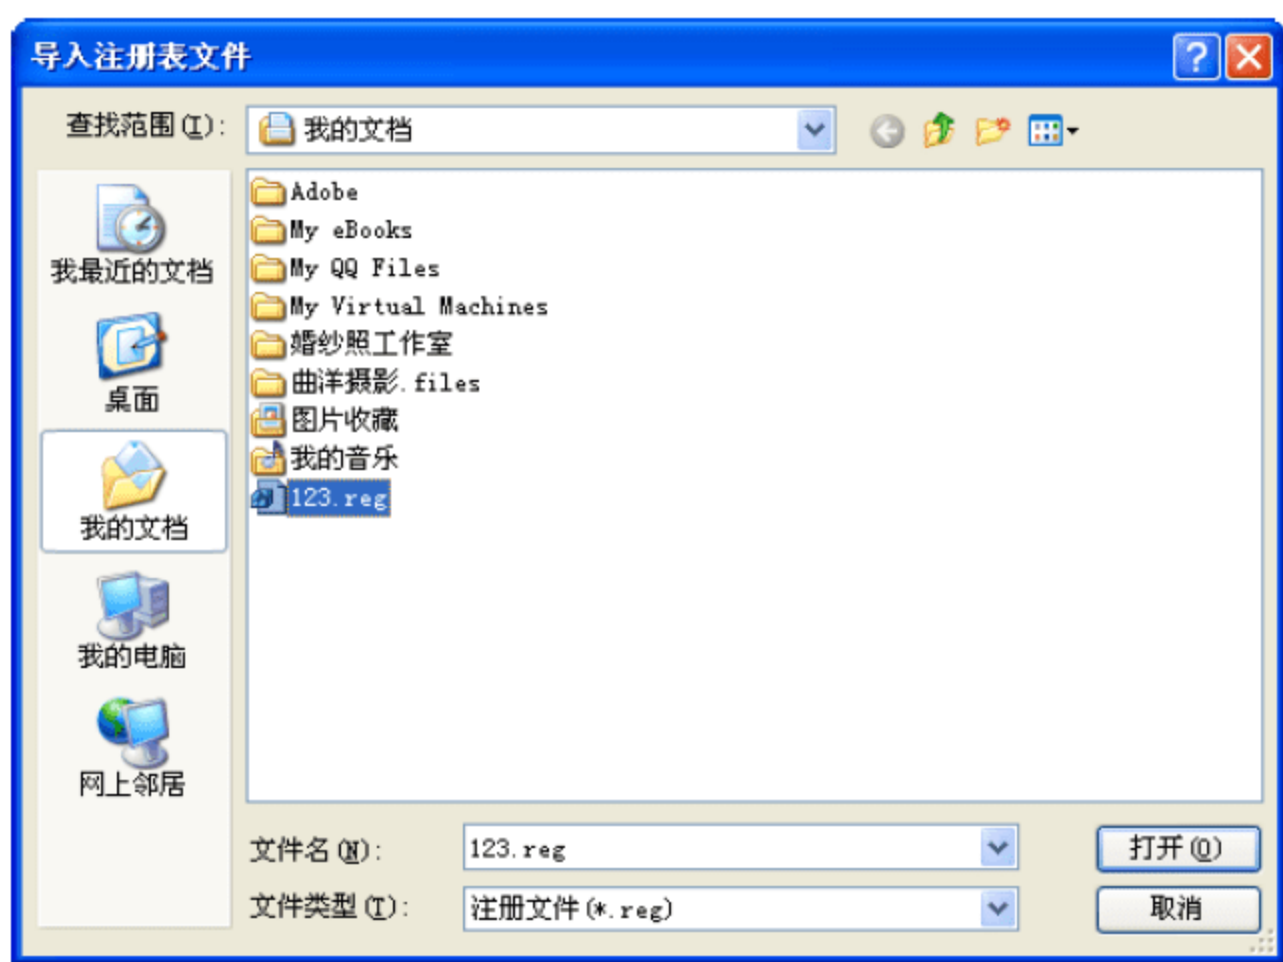 导入注册表文件
查找范围(I):
我的文档
我最近的文档
桌面
我的文档
我的电脑
网上邻居
Adobe
My eBooks
My QQ Files
My Virtual Machines
婚纱照工作室
曲洋摄影.files
图片收藏
我的音乐
123.reg
文件名(N):
123.reg
打开(O)
文件类型(T):
注册文件(*.reg)
取消